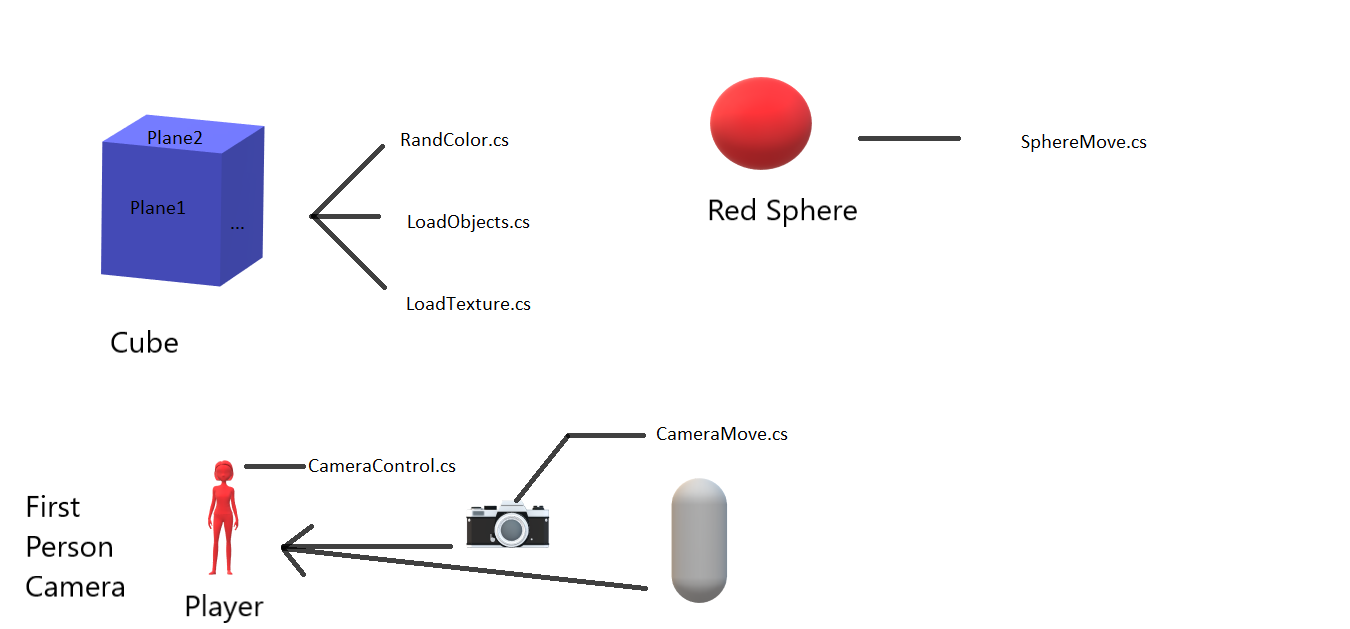 Plane2
Plane1
...
RandColor.cs
LoadObjects.cs
LoadTexture.cs
Cube
SphereMove.cs
Red Sphere
CameraMove.cs
CameraControl.cs
First
Person
Camera
Player